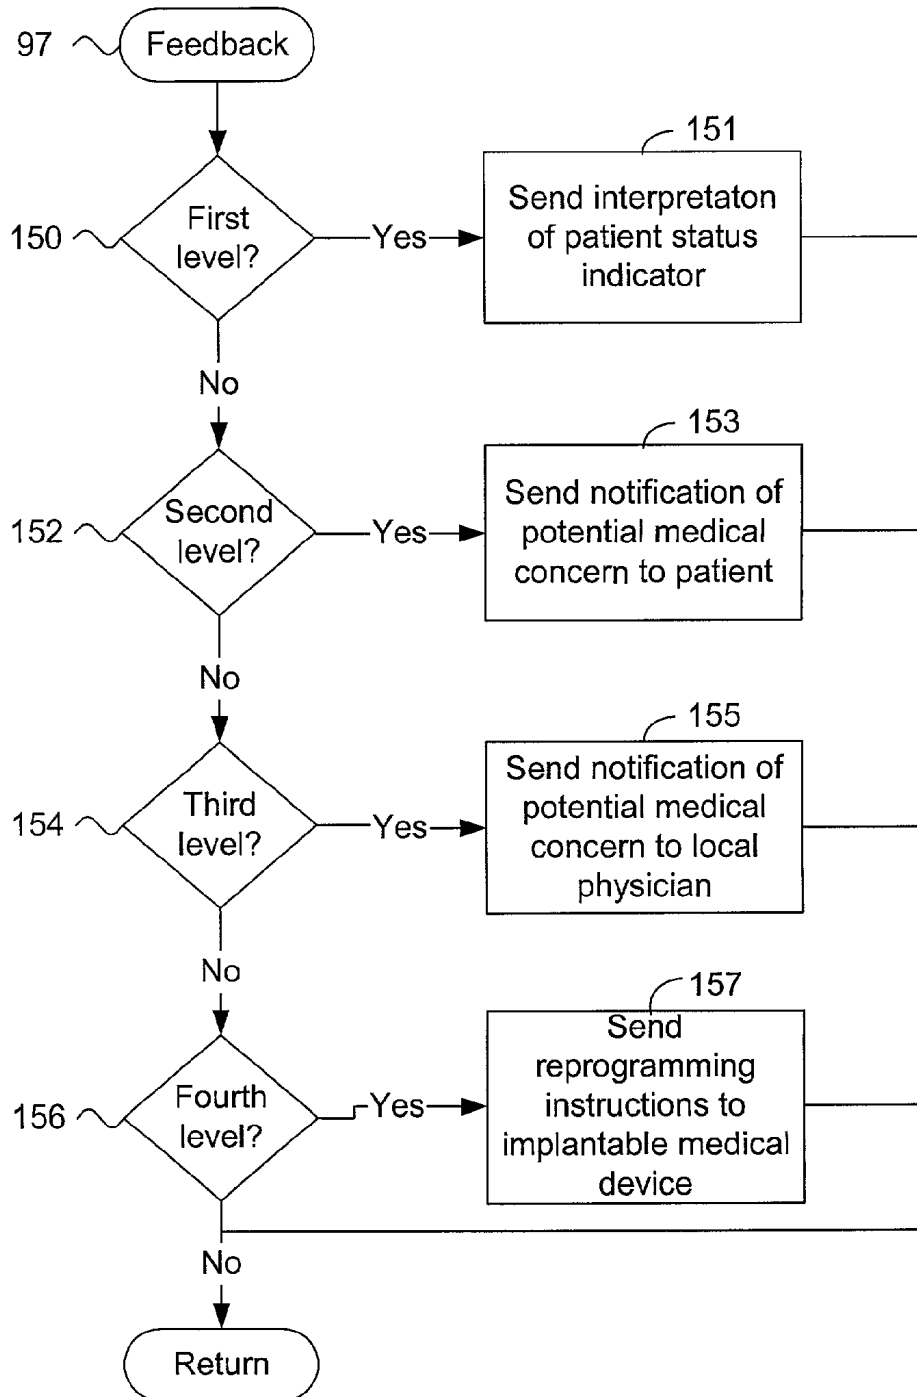 97
Feedback
151
150
First
level?
Yes
Send interpretaton
of patient status
indicator
No
153
152
Second
level?
Yes
Send notification of
potential medical
concern to patient
No
155
154
Third
level?
Yes
Send notification of
potential medical
concern to local
physician
No
157
156
Fourth
level?
Yes
Send
reprogramming
instructions to
implantable medical
device
No
Return